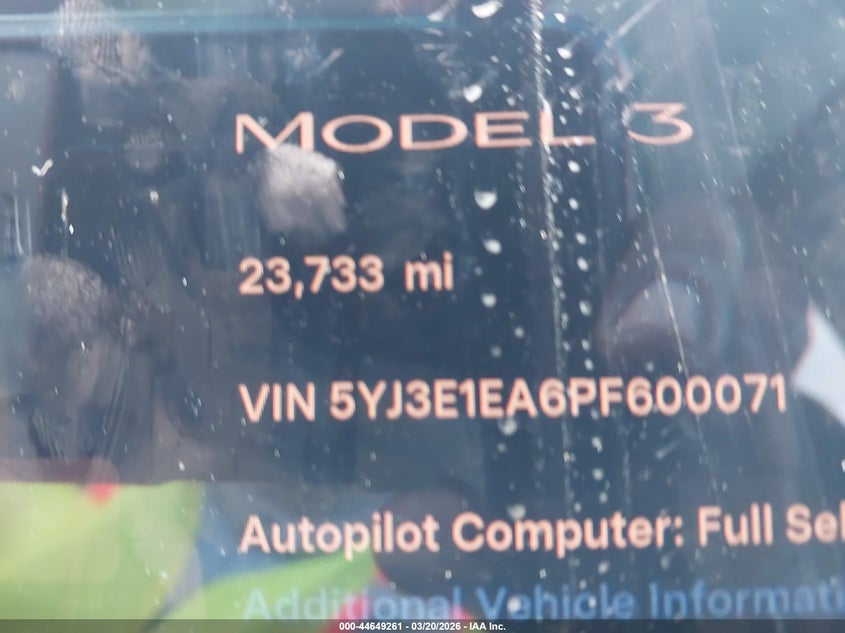 MODEL 3
23,733 mi
VIN 5YJ3E1EA6PF600071
Autopilot Computer: Full Sel
Additional Vehicle Informati
000-44649261 - 03/20/2026 - IAA Inc.